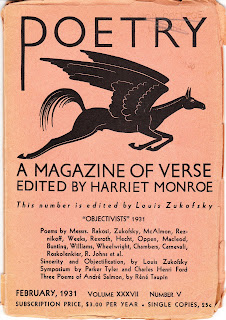 POETRY
A MAGAZINE OF VERSE
EDITED BY HARRIET MONROE
This number is edited by Louis Zukofsky
"OBJECTIVISTS" 1931
Poems by Messrs. Rakosi, Zukofsky, McAlmon, Rez-
nikoff, Weeks, Rexroth, Hecht, Oppen, Macleod,
Bunting, Williams, Wheelwright, Chambers, Carnevali,
Roskolenkier, R. Johns et al.
Sincerity and Objectification, by Louis Zukofsky
Symposium by Parker Tyler and Charles Henri Ford
Three Poems of André Salmon, by René Taupin
FEBRUARY, 1931 VOLUME XXXVII NUMBER V
SUBSCRIPTION PRICE, $3.00 PER YEAR • SINGLE COPIES, 25c